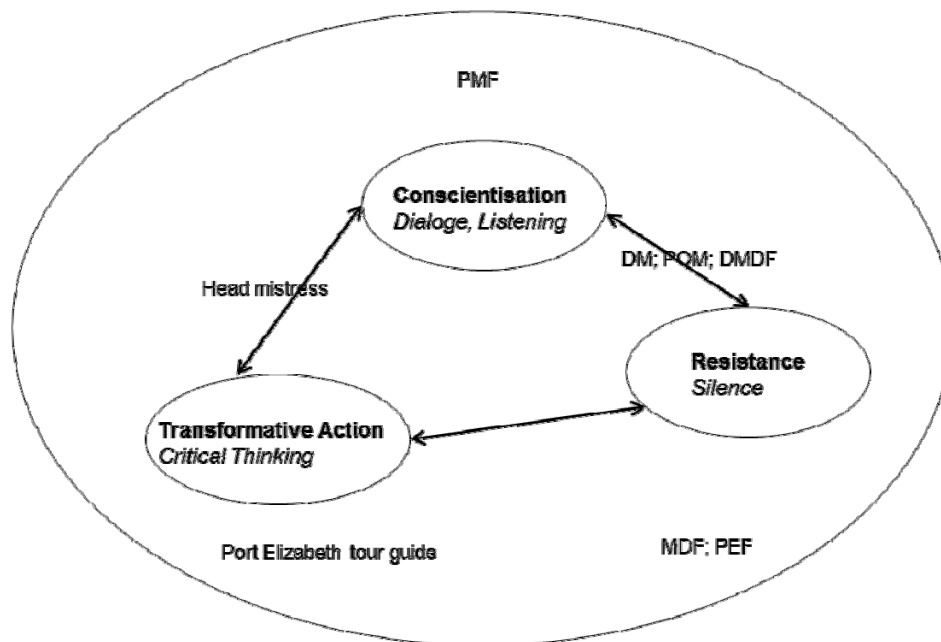 PMF
Conscientisation
Dialoge, Listening
DM; PQM; DMDF
Head mistress
Resistance
Silence
Transformative Action
Critical Thinking
Port Elizabeth tour guids
MDF; PEF